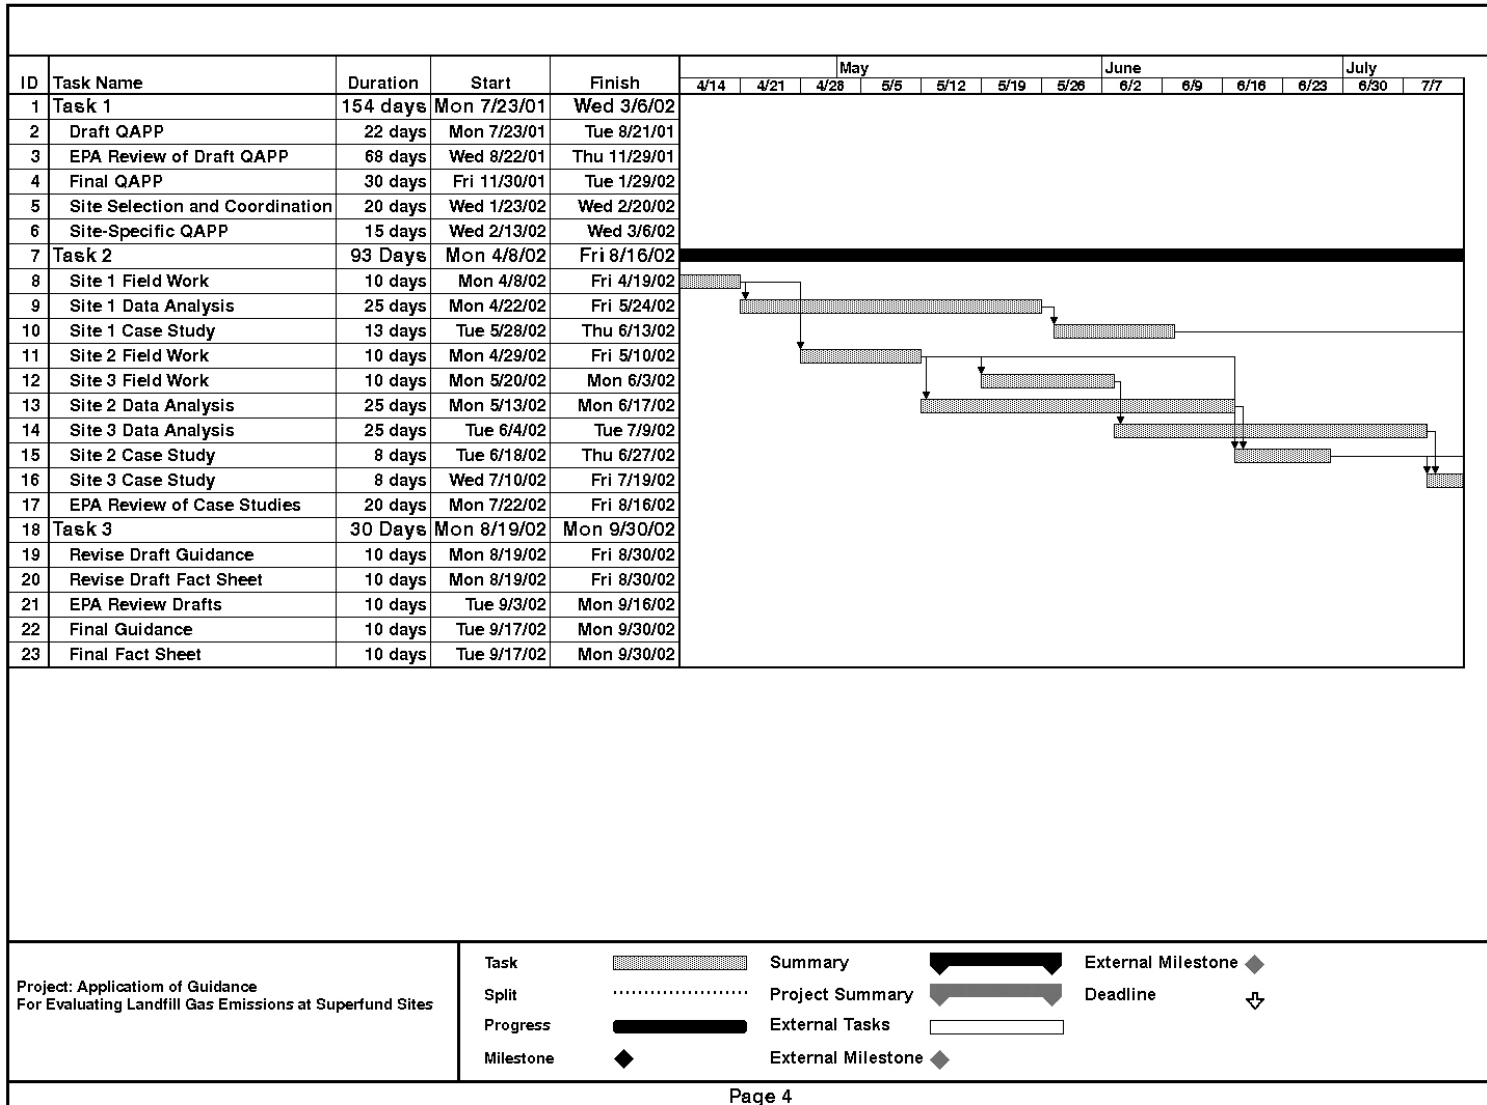 May June July
ID Task Name Duration Start Finish 4/14 4/21 4/28 5/5 5/12 5/19 5/26 6/2 6/9 6/16 6/23 6/30 7/7
1 Task 1 154 days Mon 7/23/01 Wed 3/6/02
2 Draft QAPP 22 days Mon 7/23/01 Tue 8/21/01
3 EPA Review of Draft QAPP 68 days Wed 8/22/01 Thu 11/29/01
4 Final QAPP 30 days Fri 11/30/01 Tue 1/29/02
5 Site Selection and Coordination 20 days Wed 1/23/02 Wed 2/20/02
6 Site-Specific QAPP 15 days Wed 2/13/02 Wed 3/6/02
7 Task 2 93 Days Mon 4/8/02 Fri 8/16/02
8 Site 1 Field Work 10 days Mon 4/8/02 Fri 4/19/02
9 Site 1 Data Analysis 25 days Mon 4/22/02 Fri 5/24/02
10 Site 1 Case Study 13 days Tue 5/28/02 Thu 6/13/02
11 Site 2 Field Work 10 days Mon 4/29/02 Fri 5/10/02
12 Site 3 Field Work 10 days Mon 5/20/02 Mon 6/3/02
13 Site 2 Data Analysis 25 days Mon 5/13/02 Mon 6/17/02
14 Site 3 Data Analysis 25 days Tue 6/4/02 Tue 7/9/02
15 Site 2 Case Study 8 days Tue 6/18/02 Thu 6/27/02
16 Site 3 Case Study 8 days Wed 7/10/02 Fri 7/19/02
17 EPA Review of Case Studies 20 days Mon 7/22/02 Fri 8/16/02
18 Task 3 30 Days Mon 8/19/02 Mon 9/30/02
19 Revise Draft Guidance 10 days Mon 8/19/02 Fri 8/30/02
20 Revise Draft Fact Sheet 10 days Mon 8/19/02 Fri 8/30/02
21 EPA Review Drafts 10 days Tue 9/3/02 Mon 9/16/02
22 Final Guidance 10 days Tue 9/17/02 Mon 9/30/02
23 Final Fact Sheet 10 days Tue 9/17/02 Mon 9/30/02
Project: Applicatiom of Guidance
For Evaluating Landfill Gas Emissions at Superfund Sites
Task Summary External Milestone
Split Project Summary Deadline
Progress External Tasks
Milestone External Milestone
Page 4